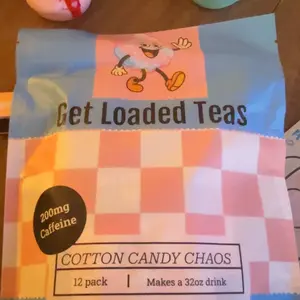 Get Loaded Teas
200mg
Caffeine
COTTON CANDY CHAOS
12 pack | Makes a 32oz drink